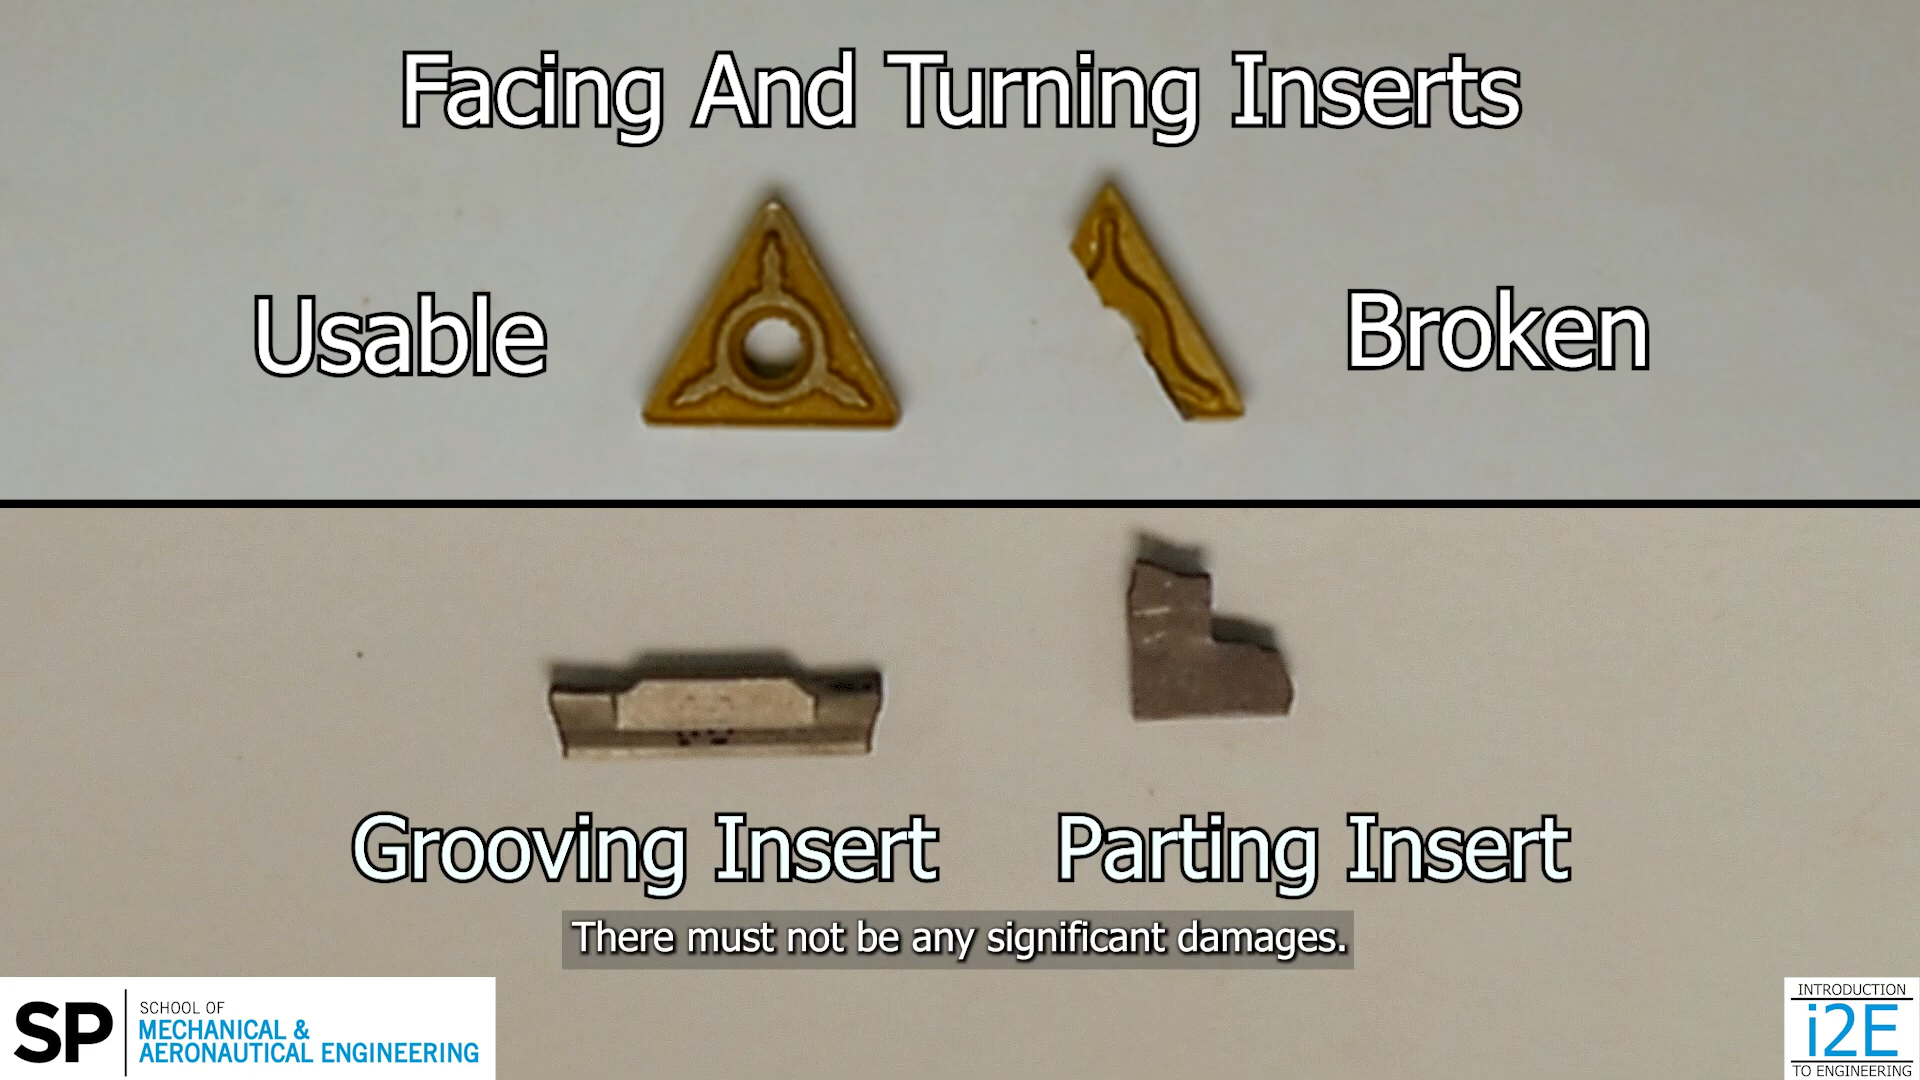 Facing And Turning Inserts
Usable
Broken
Grooving Insert
Parting Insert
There must not be any significant damages.
SP
SCHOOL OF
MECHANICAL &
AERONAUTICAL ENGINEERING
INTRODUCTION
i2E
TO ENGINEERING